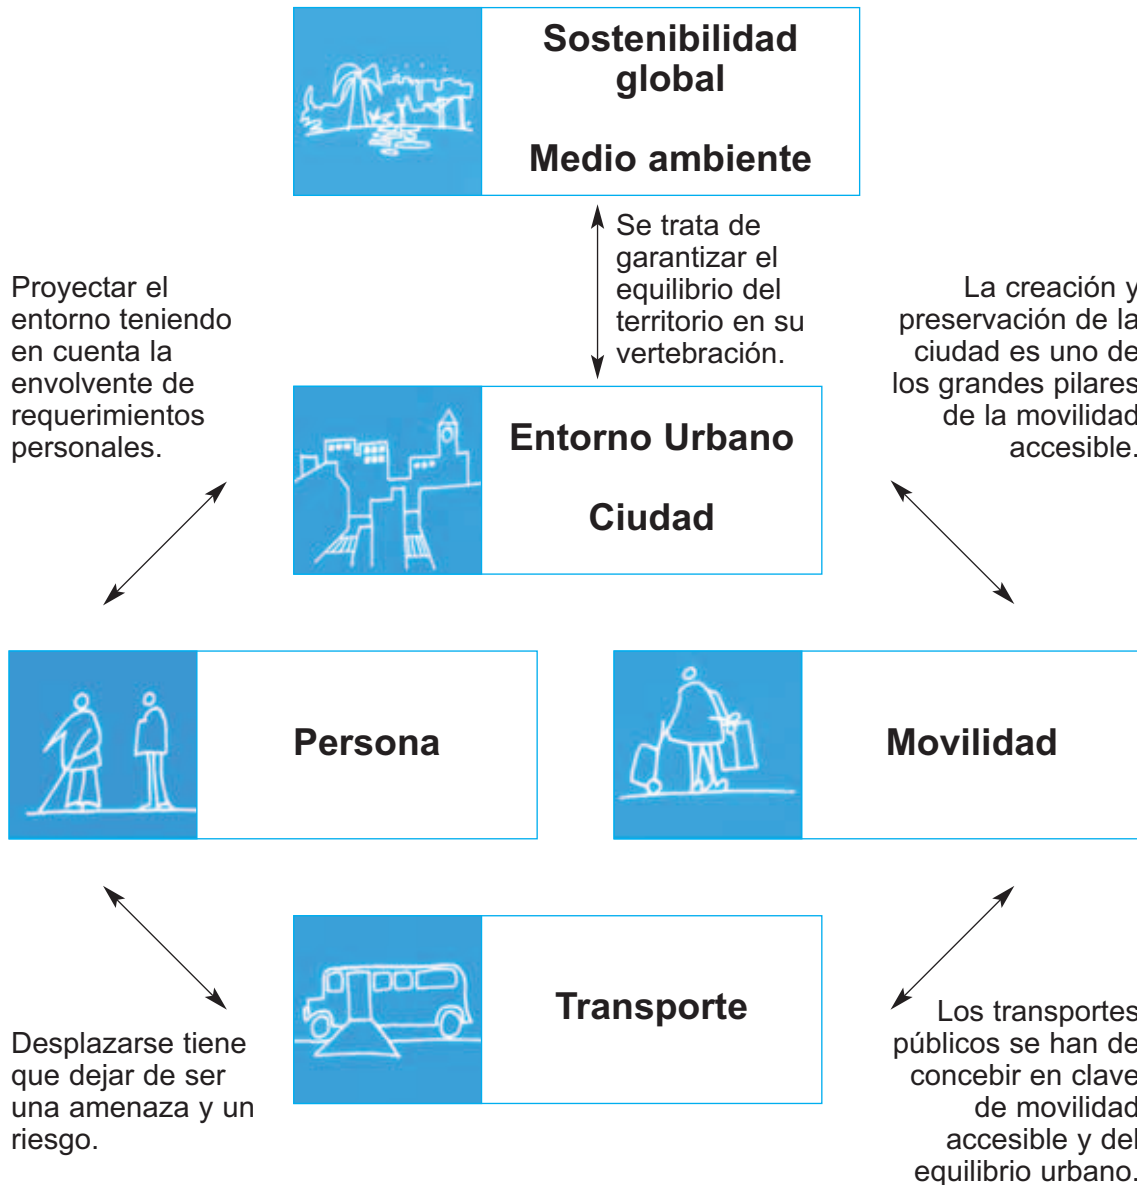 Sostenibilidad
global
Medio ambiente
Se trata de
garantizar el
equilibrio del
territorio en su
vertebración.
Proyectar el
entorno teniendo
en cuenta la
envolvente de
requerimientos
personales.
La creación y
preservación de la
ciudad es uno de
los grandes pilares
de la movilidad
accesible.
Entorno Urbano
Ciudad
Persona
Movilidad
Transporte
Desplazarse tiene
que dejar de ser
una amenaza y un
riesgo.
Los transportes
públicos se han de
concebir en clave
de movilidad
accesible y del
equilibrio urbano.